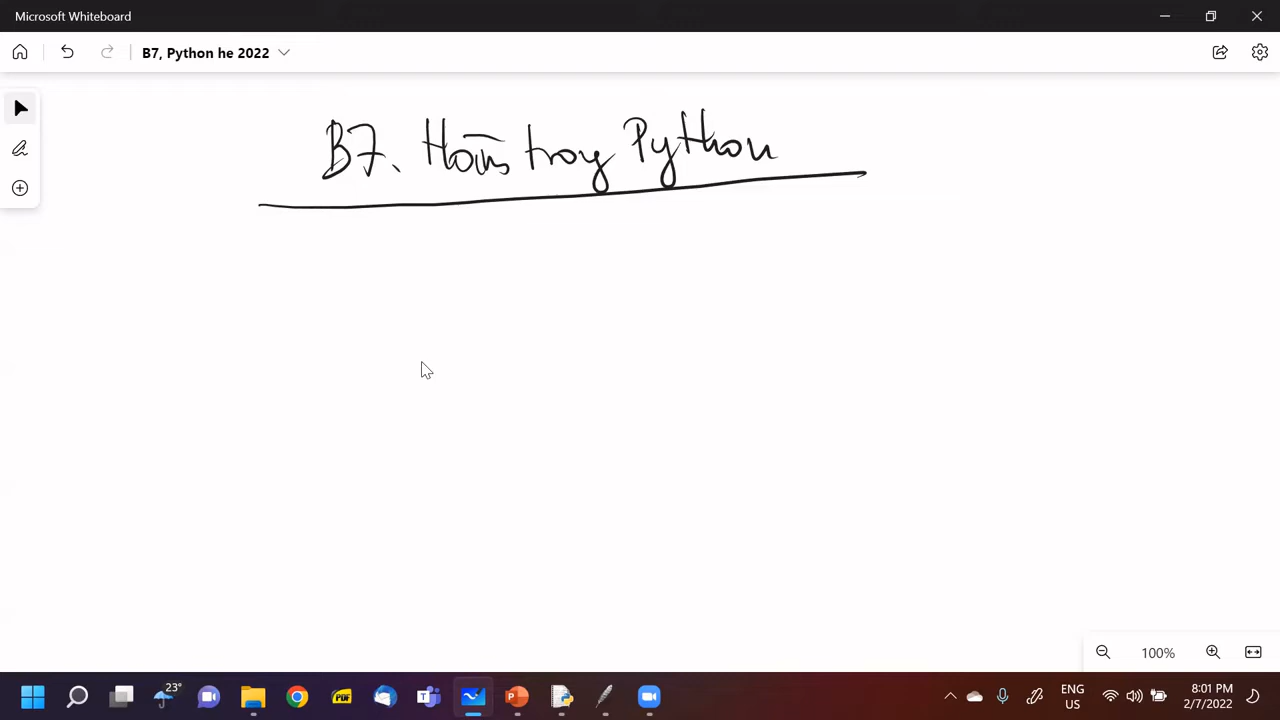 Microsoft Whiteboard
B7, Python he 2022
B7. Hàm trong Python
100%
23°
ENG
US
8:01 PM
2/7/2022